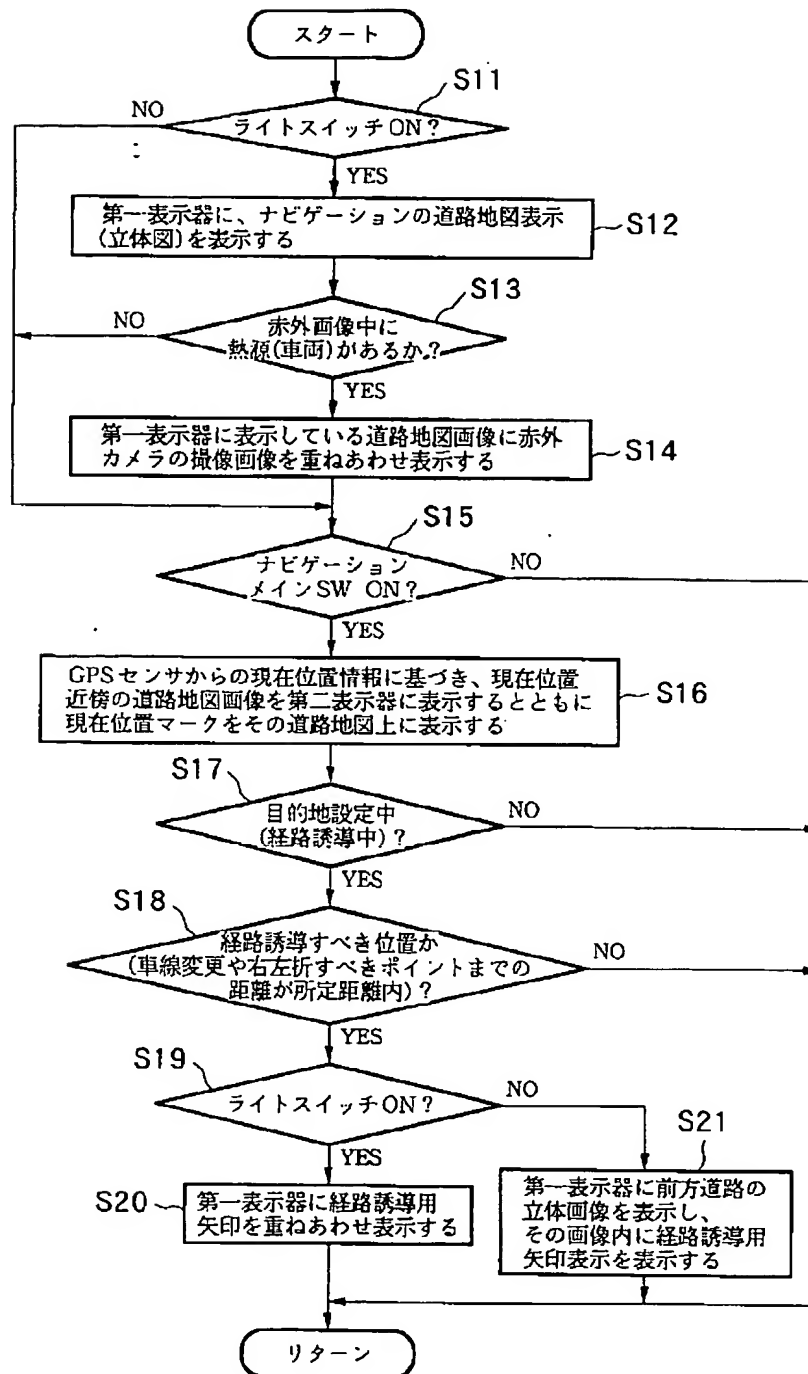 スタート
S11
NO
ライトスイッチON?
YES
第一表示器に、ナビゲーションの道路地図表示
(立体図)を表示する
S12
S13
NO
赤外画像中に
熱源(車両)があるか?
YES
第一表示器に表示している道路地図画像に赤外
カメラの撮像画像を重ねあわせ表示する
S14
S15
ナビゲーション
メインSW ON?
NO
YES
GPSセンサからの現在位置情報に基づき、現在位置
近傍の道路地図画像を第二表示器に表示するとともに
現在位置マークをその道路地図上に表示する
S16
S17
目的地設定中
(経路誘導中)?
NO
YES
S18
経路誘導すべき位置か
(車線変更や右左折すべきポイントまでの
距離が所定距離内)?
NO
YES
S19
ライトスイッチON?
NO
YES
S21
S20
第一表示器に経路誘導用
矢印を重ねあわせ表示する
第一表示器に前方道路の
立体画像を表示し、
その画像内に経路誘導用
矢印表示を表示する
リターン